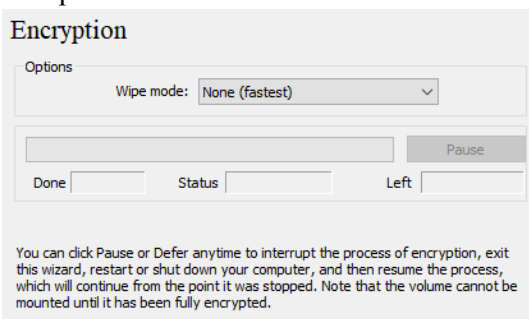 Encryption
Options
Wipe mode: None (fastest)
Pause
Done Status Left
You can click Pause or Defer anytime to interrupt the process of encryption, exit
this wizard, restart or shut down your computer, and then resume the process,
which will continue from the point it was stopped. Note that the volume cannot be
mounted until it has been fully encrypted.